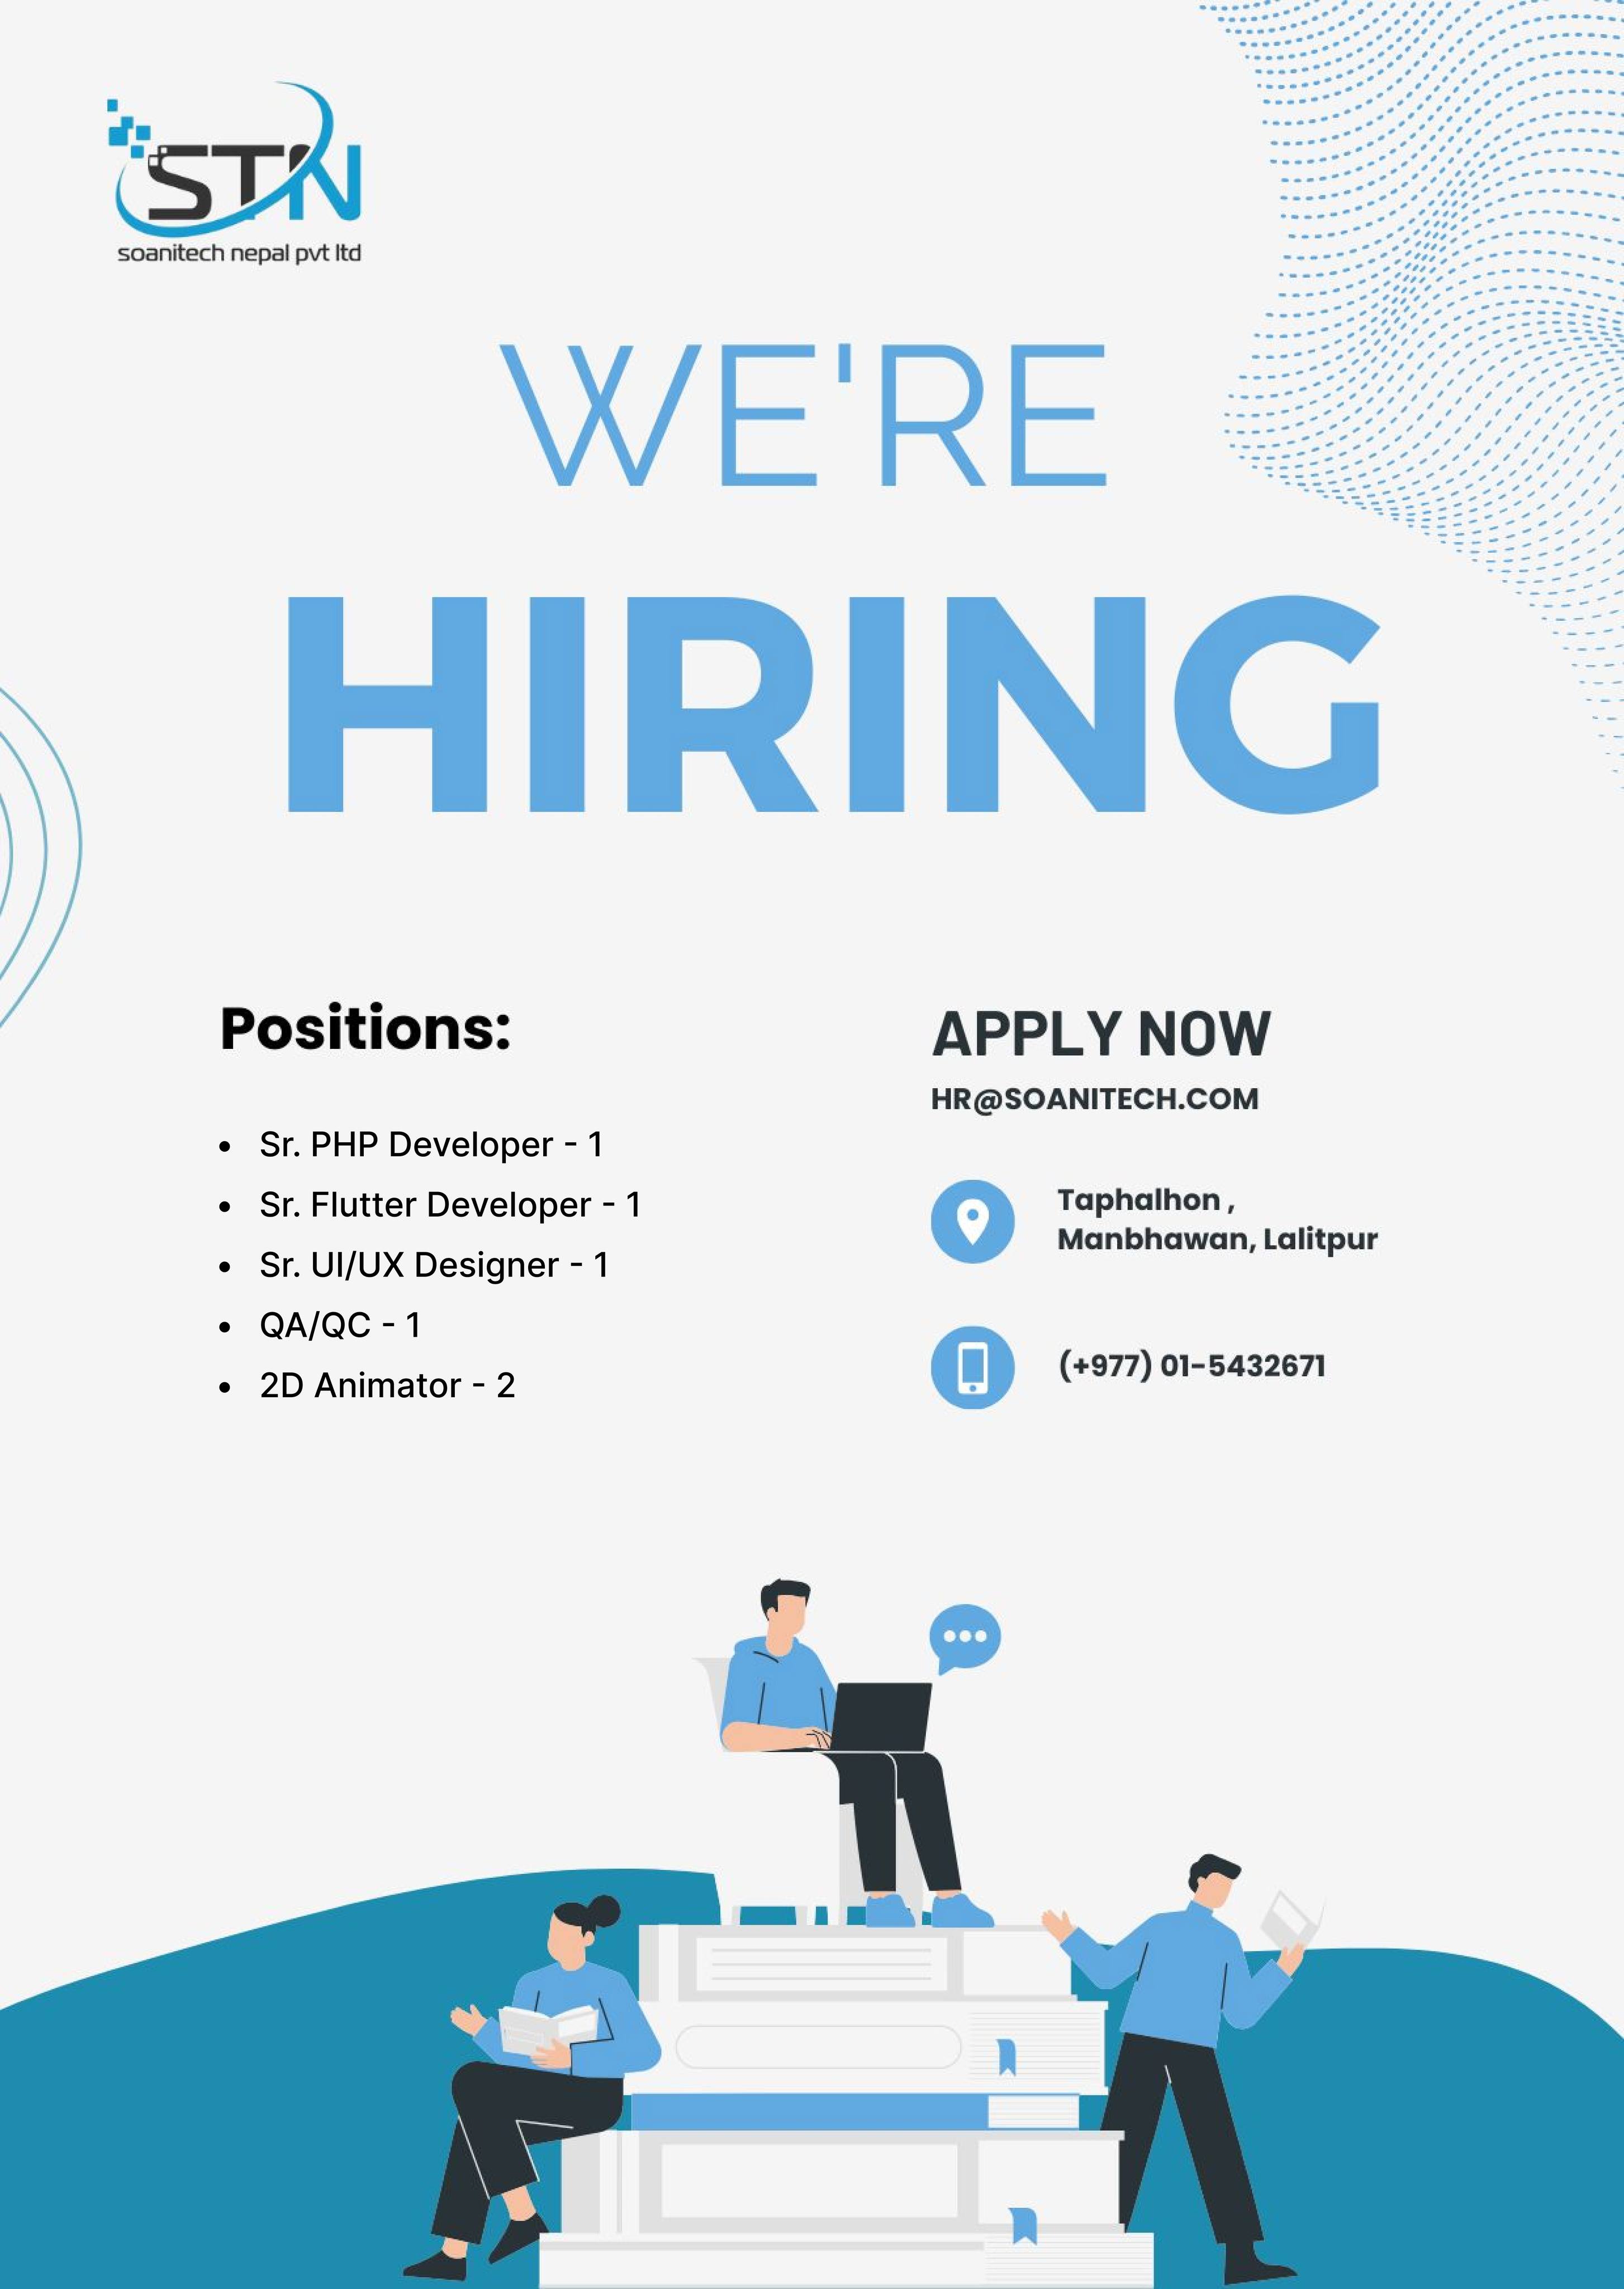 STN
soanitech nepal pvt ltd
WE'RE
HIRING
Positions:
• Sr. PHP Developer - 1
• Sr. Flutter Developer - 1
• Sr. UI/UX Designer - 1
• QA/QC - 1
• 2D Animator - 2
APPLY NOW
HR@SOANITECH.COM
Taphalhon ,
Manbhawan, Lalitpur
(+977) 01-5432671